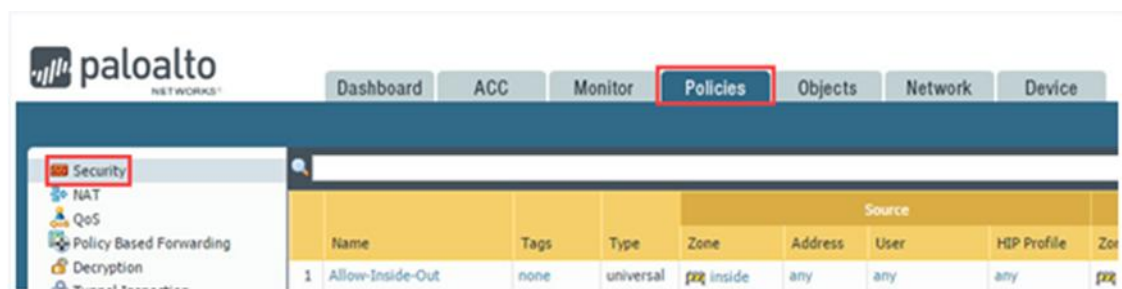 paloalto
NETWORKS
Dashboard ACC Monitor Policies Objects Network Device
Security
NAT
QoS
Policy Based Forwarding
Decryption
Source
Name Tags Type Zone Address User HIP Profile
1 Allow-Inside-Out none universal inside any any any